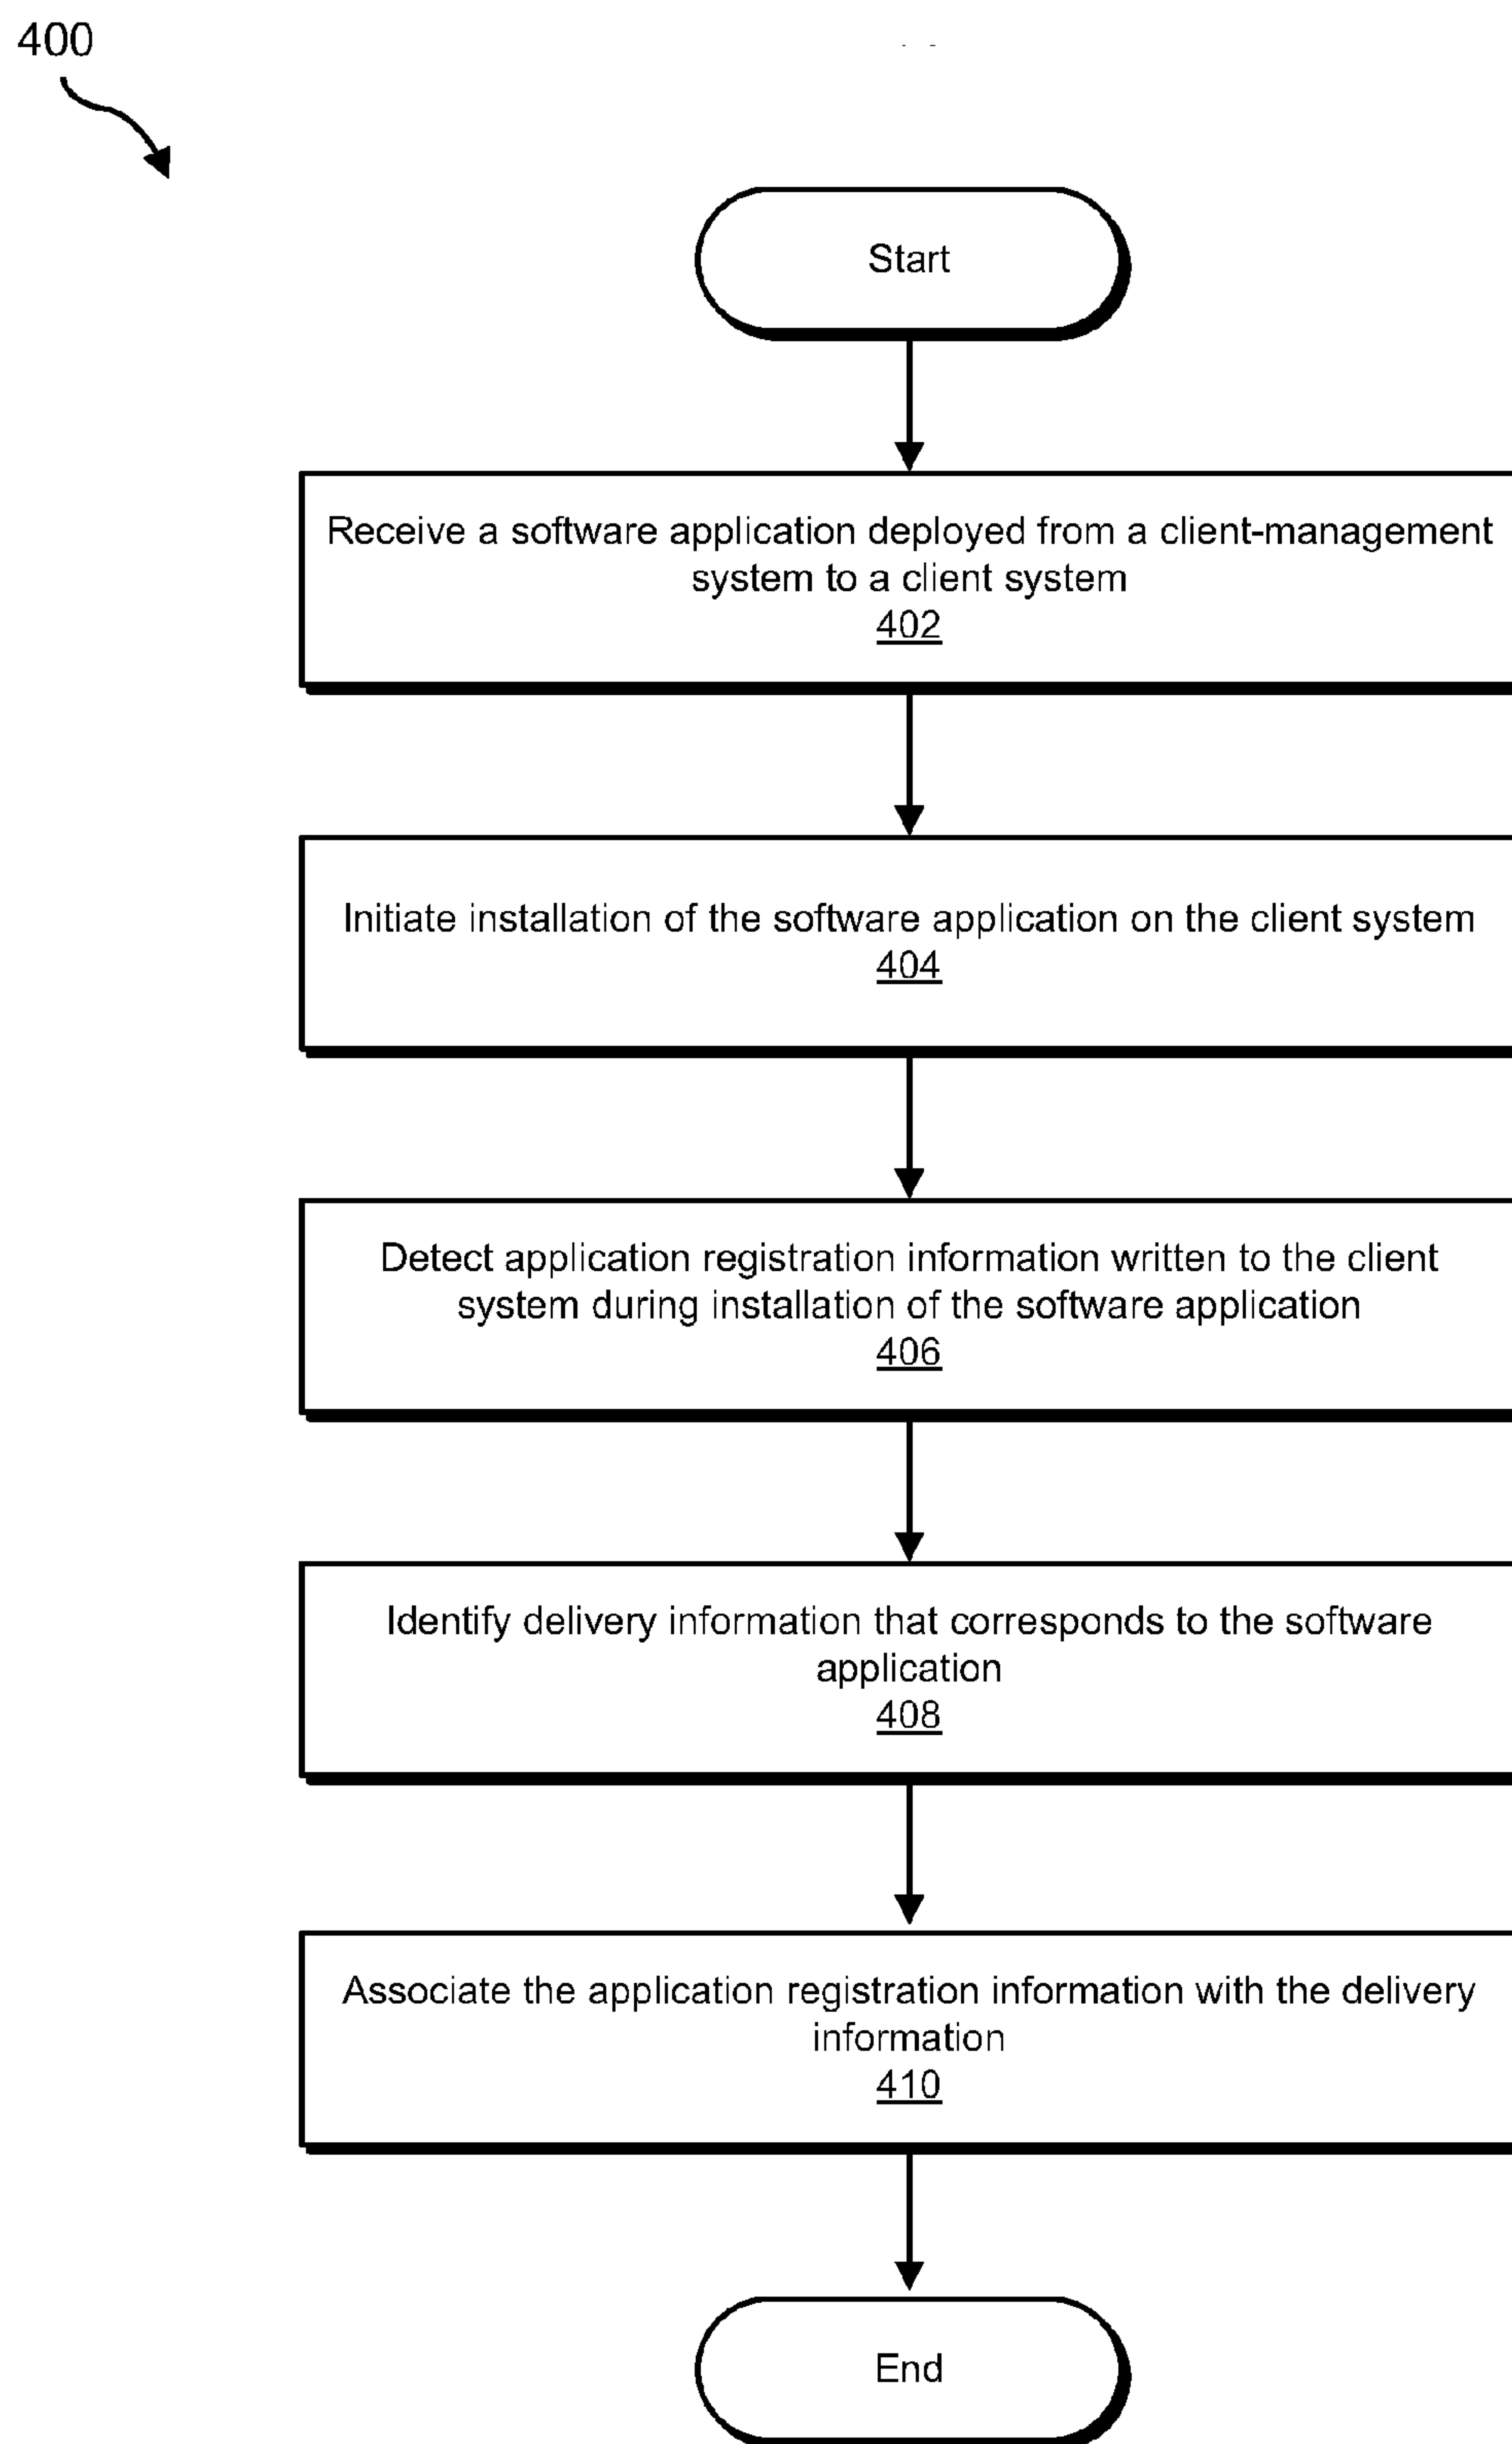 400
Start
Receive a software application deployed from a client-management
system to a client system
402
Initiate installation of the software application on the client system
404
Detect application registration information written to the client
system during installation of the software application
406
Identify delivery information that corresponds to the software
application
408
Associate the application registration information with the delivery
information
410
End